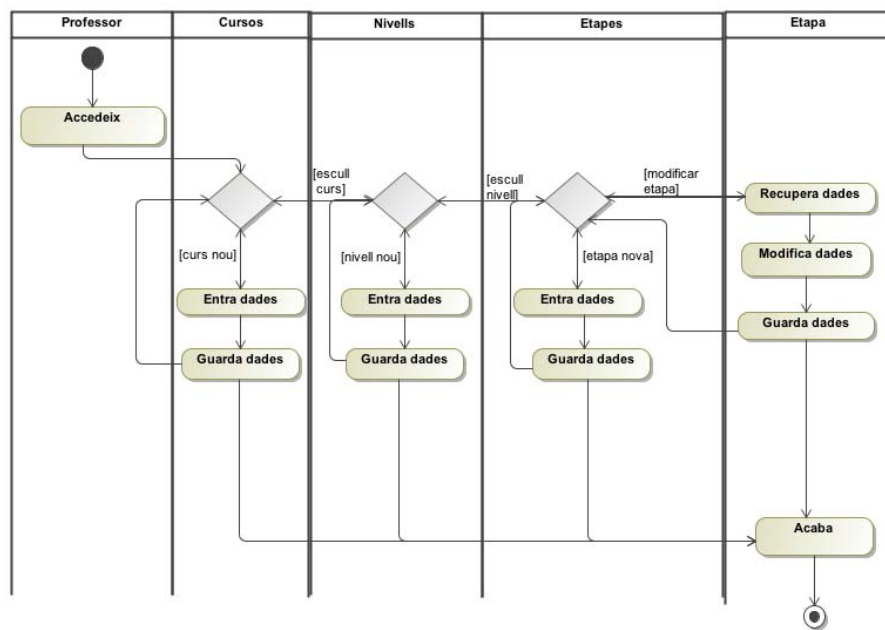 Professor
Cursos
Nivells
Etapes
Etapa
Accedeix
[escull
curs]
[escull
nivell]
[modificar
etapa]
Recupera dades
[curs nou]
[nivell nou]
[etapa nova]
Modifica dades
Entra dades
Entra dades
Entra dades
Guarda dades
Guarda dades
Guarda dades
Guarda dades
Acaba